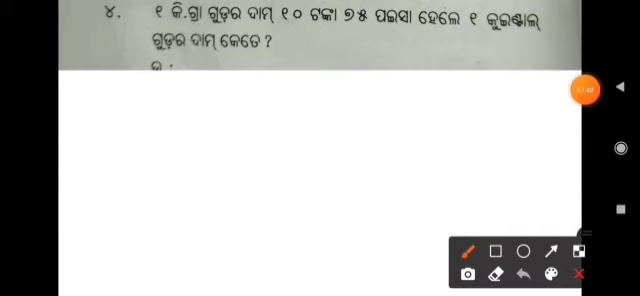 ୪. ୧ କି.ଗ୍ରା ଗୁଡ଼ର ଦାମ୍ ୧୦ ଟଙ୍କା ୭୫ ପଇସା ହେଲେ ୧ କୁଇଣ୍ଟାଲ୍
ଗୁଡ଼ର ଦାମ୍ କେତେ ?